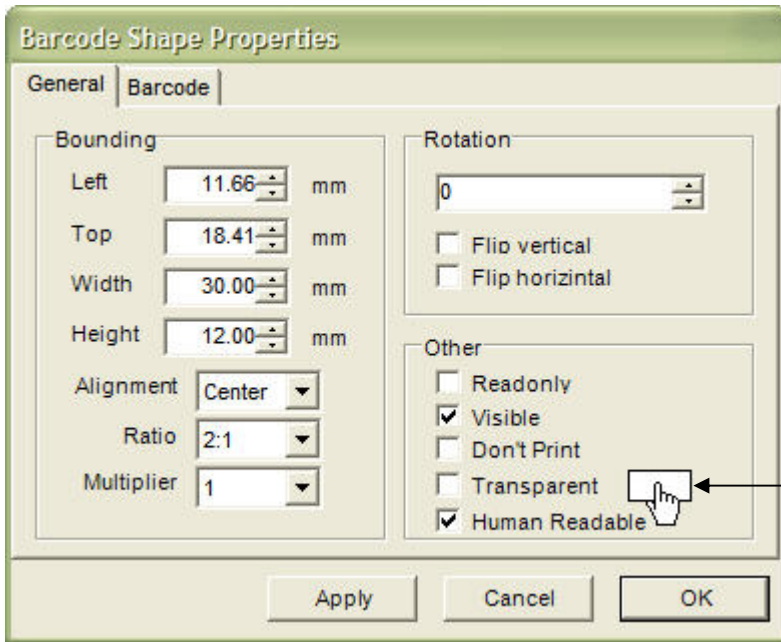 Barcode Shape Properties
General
Barcode
Bounding
Left 11.66 mm
Top 18.41 mm
Width 30.00 mm
Height 12.00 mm
Alignment Center
Ratio 2:1
Multiplier 1
Rotation
0
Flip vertical
Flip horizintal
Other
Readonly
Visible
Don't Print
Transparent
Human Readable
Apply
Cancel
OK